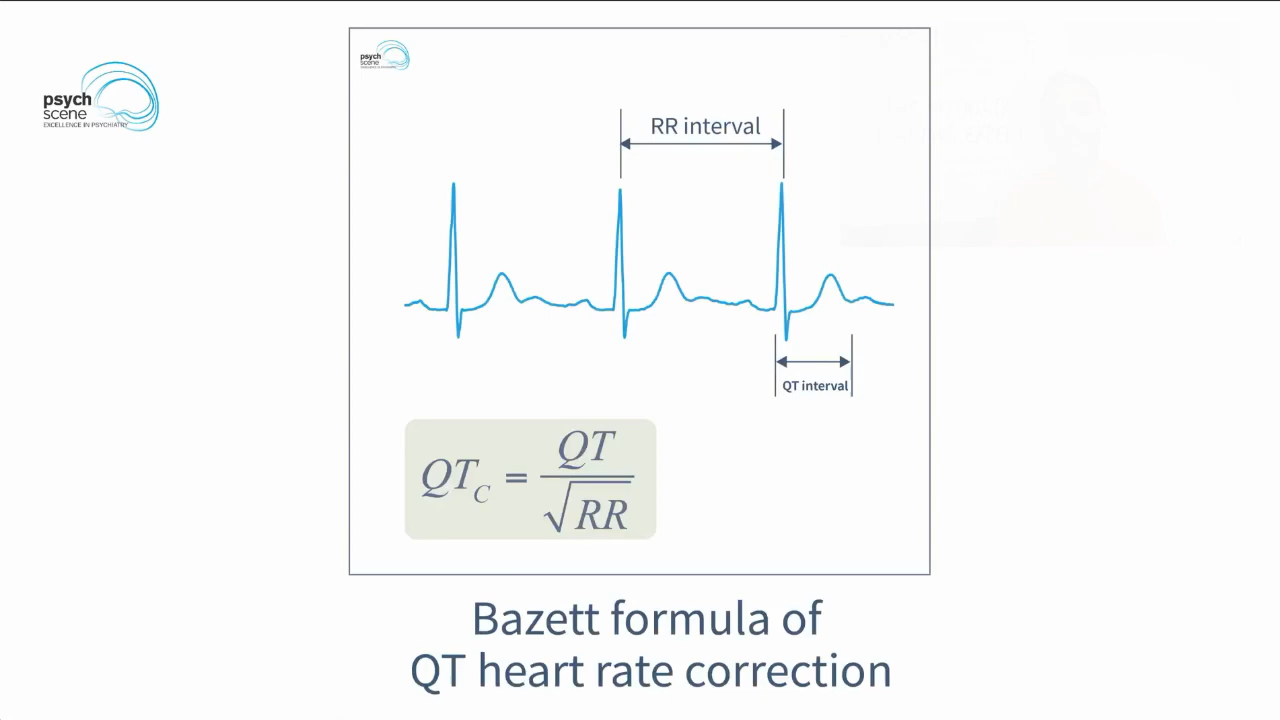 psych
scene
EXCELLENCE IN PSYCHIATRY
psych
scene
RR interval
QT interval
QT_C = QT / √RR
Bazett formula of
QT heart rate correction